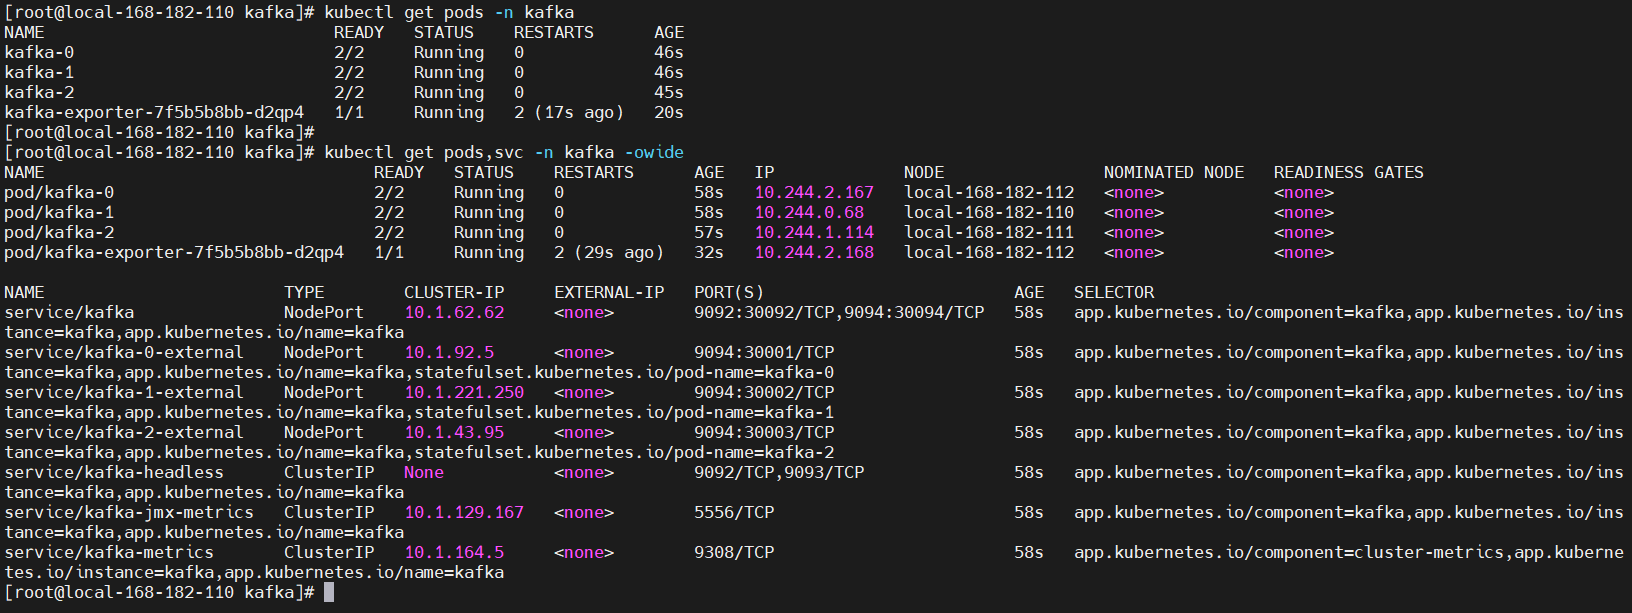 [root@local-168-182-110 kafka]# kubectl get pods -n kafka
NAME                             READY   STATUS    RESTARTS      AGE
kafka-0                          2/2     Running   0             46s
kafka-1                          2/2     Running   0             46s
kafka-2                          2/2     Running   0             45s
kafka-exporter-7f5b5b8bb-d2qp4   1/1     Running   2 (17s ago)   20s
[root@local-168-182-110 kafka]#
[root@local-168-182-110 kafka]# kubectl get pods,svc -n kafka -owide
NAME                                 READY   STATUS    RESTARTS      AGE   IP             NODE                NOMINATED NODE   READINESS GATES
pod/kafka-0                          2/2     Running   0             58s   10.244.2.167   local-168-182-112   <none>           <none>
pod/kafka-1                          2/2     Running   0             58s   10.244.0.68    local-168-182-110   <none>           <none>
pod/kafka-2                          2/2     Running   0             57s   10.244.1.114   local-168-182-111   <none>           <none>
pod/kafka-exporter-7f5b5b8bb-d2qp4   1/1     Running   2 (29s ago)   32s   10.244.2.168   local-168-182-112   <none>           <none>
NAME                        TYPE        CLUSTER-IP     EXTERNAL-IP   PORT(S)                         AGE   SELECTOR
service/kafka               NodePort    10.1.62.62     <none>        9092:30092/TCP,9094:30094/TCP   58s   app.kubernetes.io/component=kafka,app.kubernetes.io/ins
tance=kafka,app.kubernetes.io/name=kafka
service/kafka-0-external    NodePort    10.1.92.5      <none>        9094:30001/TCP                  58s   app.kubernetes.io/component=kafka,app.kubernetes.io/ins
tance=kafka,app.kubernetes.io/name=kafka,statefulset.kubernetes.io/pod-name=kafka-0
service/kafka-1-external    NodePort    10.1.221.250   <none>        9094:30002/TCP                  58s   app.kubernetes.io/component=kafka,app.kubernetes.io/ins
tance=kafka,app.kubernetes.io/name=kafka,statefulset.kubernetes.io/pod-name=kafka-1
service/kafka-2-external    NodePort    10.1.43.95     <none>        9094:30003/TCP                  58s   app.kubernetes.io/component=kafka,app.kubernetes.io/ins
tance=kafka,app.kubernetes.io/name=kafka,statefulset.kubernetes.io/pod-name=kafka-2
service/kafka-headless      ClusterIP   None           <none>        9092/TCP,9093/TCP               58s   app.kubernetes.io/component=kafka,app.kubernetes.io/ins
tance=kafka,app.kubernetes.io/name=kafka
service/kafka-jmx-metrics   ClusterIP   10.1.129.167   <none>        5556/TCP                        58s   app.kubernetes.io/component=kafka,app.kubernetes.io/ins
tance=kafka,app.kubernetes.io/name=kafka
service/kafka-metrics       ClusterIP   10.1.164.5     <none>        9308/TCP                        58s   app.kubernetes.io/component=cluster-metrics,app.kuberne
tes.io/instance=kafka,app.kubernetes.io/name=kafka
[root@local-168-182-110 kafka]#